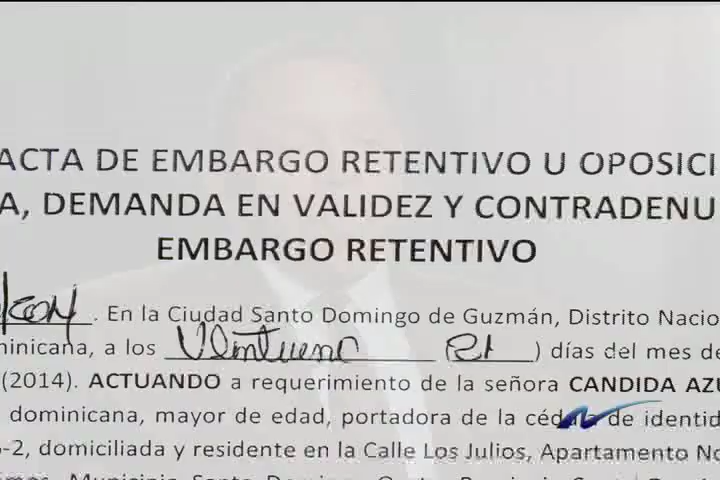 ACTA DE EMBARGO RETENTIVO U OPOSICI
A, DEMANDA EN VALIDEZ Y CONTRADENU
EMBARGO RETENTIVO
. En la Ciudad Santo Domingo de Guzmán, Distrito Nacio
minicana, a los Veintiuno ) días del mes de
(2014). ACTUANDO a requerimiento de la señora CANDIDA AZU
dominicana, mayor de edad, portadora de la cédula de identid
-2, domiciliada y residente en la Calle Los Julios, Apartamento No